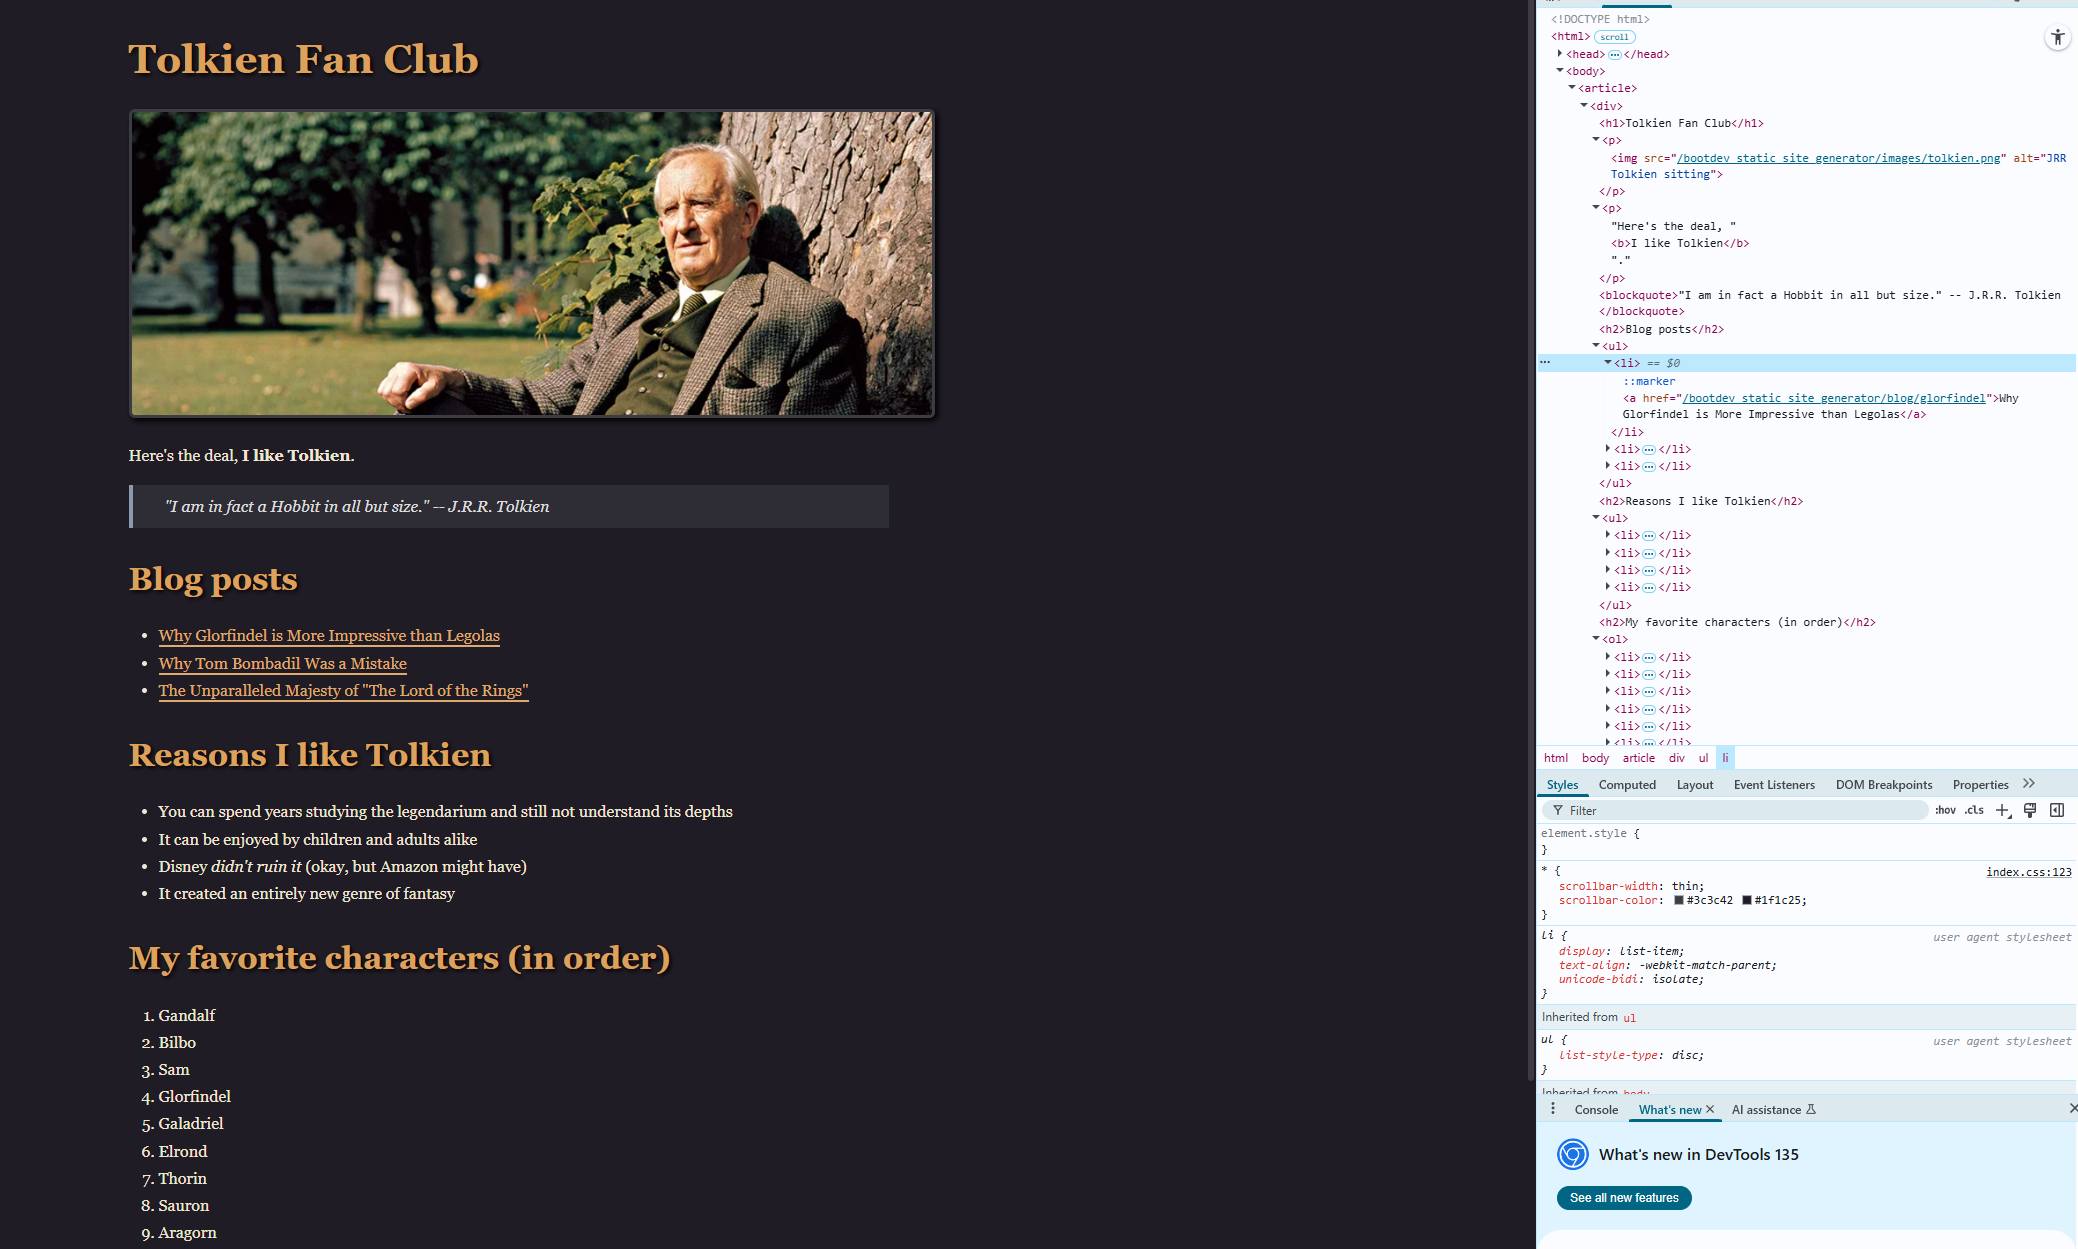 Tolkien Fan Club
Here's the deal, I like Tolkien.
"I am in fact a Hobbit in all but size." -- J.R.R. Tolkien
Blog posts
• Why Glorfindel is More Impressive than Legolas
• Why Tom Bombadil Was a Mistake
• The Unparalleled Majesty of "The Lord of the Rings"
Reasons I like Tolkien
• You can spend years studying the legendarium and still not understand its depths
• It can be enjoyed by children and adults alike
• Disney didn't ruin it (okay, but Amazon might have)
• It created an entirely new genre of fantasy
My favorite characters (in order)
1. Gandalf
2. Bilbo
3. Sam
4. Glorfindel
5. Galadriel
6. Elrond
7. Thorin
8. Sauron
9. Aragorn
<!DOCTYPE html>
<html> scroll
<head> ⋯ </head>
<body>
<article>
<div>
<h1>Tolkien Fan Club</h1>
<p>
<img src="/bootdev_static_site_generator/images/tolkien.png" alt="JRR
Tolkien sitting">
</p>
<p>
"Here's the deal, "
<b>I like Tolkien</b>
"."
</p>
<blockquote>"I am in fact a Hobbit in all but size." -- J.R.R. Tolkien
</blockquote>
<h2>Blog posts</h2>
<ul>
⋯ <li> == $0
::marker
<a href="/bootdev_static_site_generator/blog/glorfindel">Why
Glorfindel is More Impressive than Legolas</a>
</li>
<li> ⋯ </li>
<li> ⋯ </li>
</ul>
<h2>Reasons I like Tolkien</h2>
<ul>
<li> ⋯ </li>
<li> ⋯ </li>
<li> ⋯ </li>
<li> ⋯ </li>
</ul>
<h2>My favorite characters (in order)</h2>
<ol>
<li> ⋯ </li>
<li> ⋯ </li>
<li> ⋯ </li>
<li> ⋯ </li>
<li> ⋯ </li>
<li> ⋯ </li>
html body article div ul li
Styles Computed Layout Event Listeners DOM Breakpoints Properties »
Filter :hov .cls +
element.style {
}
* { index.css:123
scrollbar-width: thin;
scrollbar-color: #3c3c42 #1f1c25;
}
li { user agent stylesheet
display: list-item;
text-align: -webkit-match-parent;
unicode-bidi: isolate;
}
Inherited from ul
ul { user agent stylesheet
list-style-type: disc;
}
Inherited from body
Console What's new × AI assistance
What's new in DevTools 135
See all new features